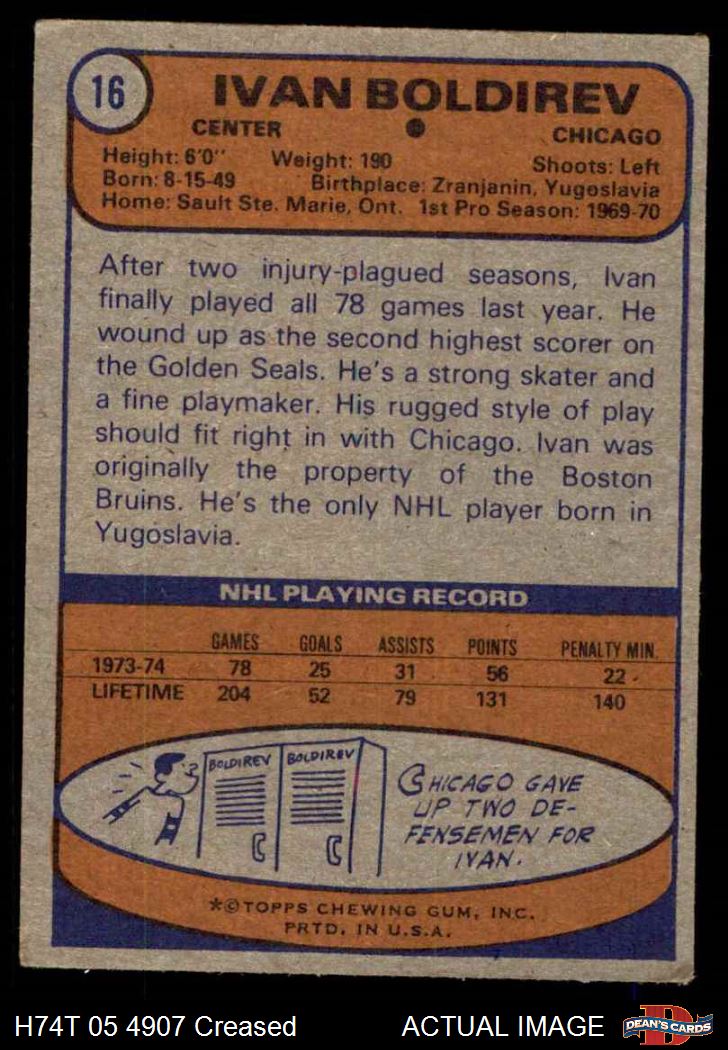 16
IVAN BOLDIREV
CENTER
CHICAGO
Height: 6'0" Weight: 190 Shoots: Left
Born: 8-15-49 Birthplace: Zranjanin, Yugoslavia
Home: Sault Ste. Marie, Ont. 1st Pro Season: 1969-70
After two injury-plagued seasons, Ivan
finally played all 78 games last year. He
wound up as the second highest scorer on
the Golden Seals. He's a strong skater and
a fine playmaker. His rugged style of play
should fit right in with Chicago. Ivan was
originally the property of the Boston
Bruins. He's the only NHL player born in
Yugoslavia.
NHL PLAYING RECORD
GAMES GOALS ASSISTS POINTS PENALTY MIN.
1973-74 78 25 31 56 22
LIFETIME 204 52 79 131 140
BOLDIREV BOLDIREV
CHICAGO GAVE
UP TWO DE-
FENSEMEN FOR
IVAN.
*©TOPPS CHEWING GUM, INC.
PRTD. IN U.S.A.
H74T 05 4907 Creased ACTUAL IMAGE
D
DEAN'S CARDS